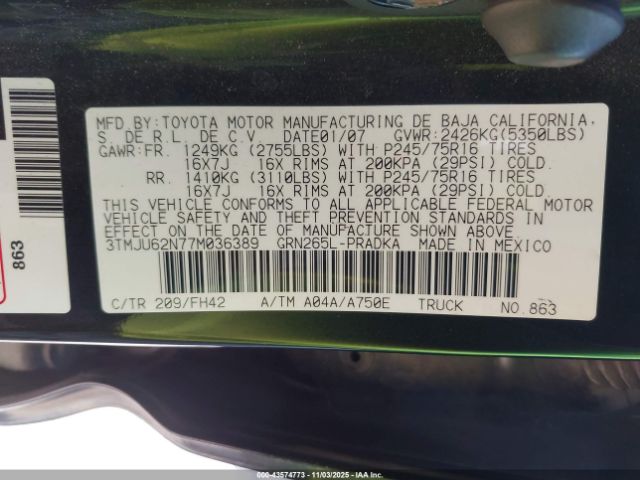 MFD.BY:TOYOTA MOTOR MANUFACTURING DE BAJA CALIFORNIA,
S. DE R.L. DE C.V. DATE01/07 GVWR:2426KG(5350LBS)
GAWR:FR. 1249KG (2755LBS) WITH P245/75R16 TIRES
16X7J 16X RIMS AT 200KPA (29PSI) COLD.
RR. 1410KG (3110LBS) WITH P245/75R16 TIRES
16X7J 16X RIMS AT 200KPA (29PSI) COLD.
THIS VEHICLE CONFORMS TO ALL APPLICABLE FEDERAL MOTOR
VEHICLE SAFETY AND THEFT PREVENTION STANDARDS IN
EFFECT ON THE DATE OF MANUFACTURE SHOWN ABOVE.
3TMJU62N77M036389 GRN265L-PRADKA MADE IN MEXICO
C/TR 209/FH42 A/TM A04A/A750E TRUCK NO.863
863
000-43574773 - 11/03/2025 - IAAI.COM